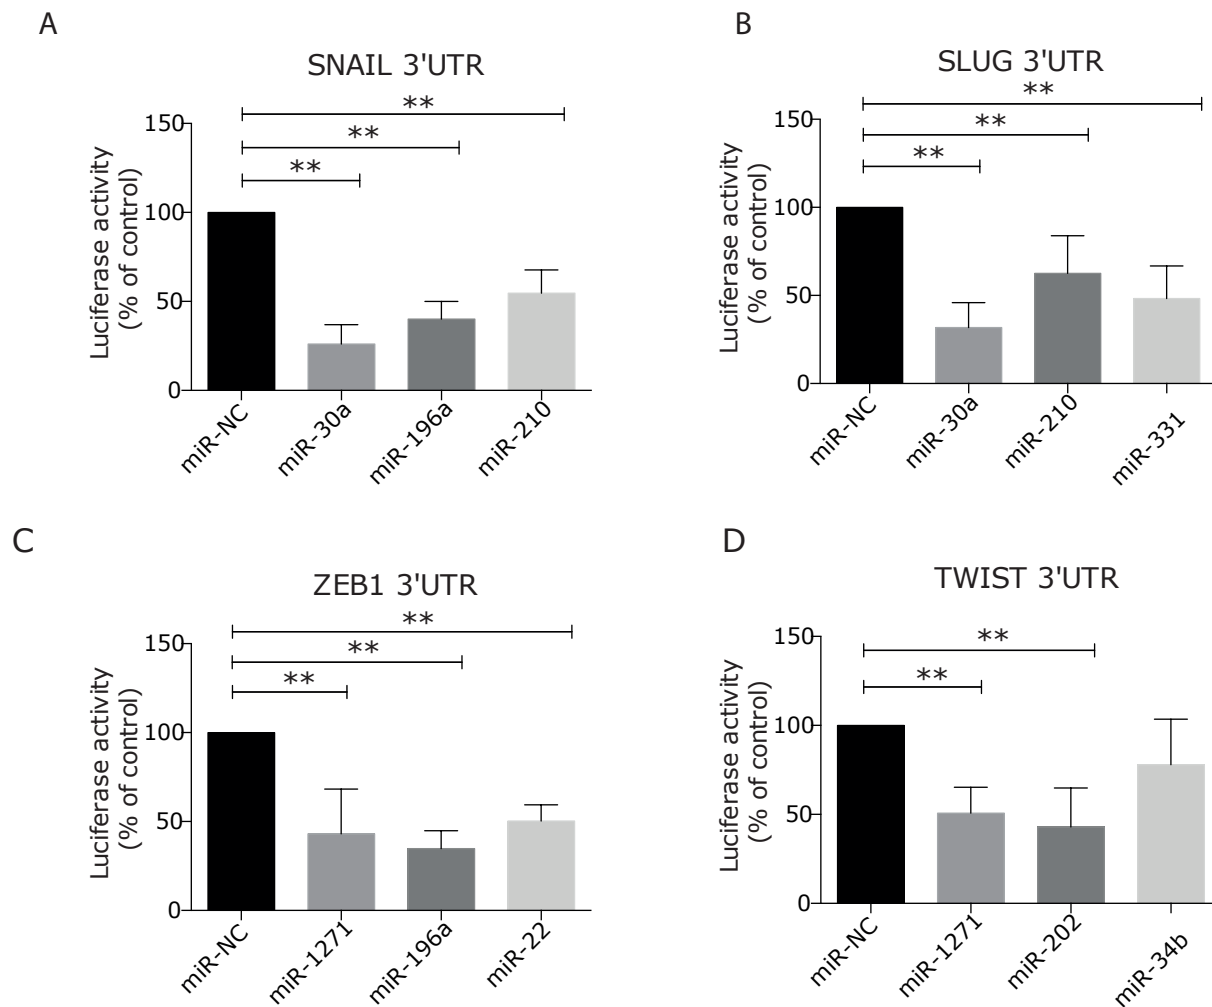 A
SNAIL 3'UTR
**
**
**
Luciferase activity
(% of control)
150
100
50
0
miR-NC
miR-30a
miR-196a
miR-210
B
SLUG 3'UTR
**
**
**
Luciferase activity
(% of control)
150
100
50
0
miR-NC
miR-30a
miR-210
miR-331
C
ZEB1 3'UTR
**
**
**
Luciferase activity
(% of control)
150
100
50
0
miR-NC
miR-1271
miR-196a
miR-22
D
TWIST 3'UTR
**
**
Luciferase activity
(% of control)
150
100
50
0
miR-NC
miR-1271
miR-202
miR-34b